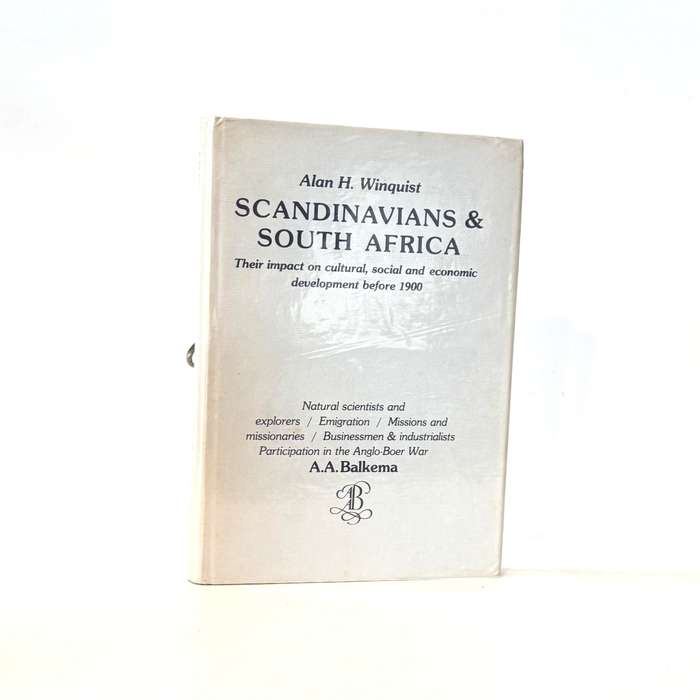 Alan H. Winquist
SCANDINAVIANS &
SOUTH AFRICA
Their impact on cultural, social and economic
development before 1900
Natural scientists and
explorers / Emigration / Missions and
missionaries / Businessmen & industrialists
Participation in the Anglo-Boer War
A.A.Balkema
AAB